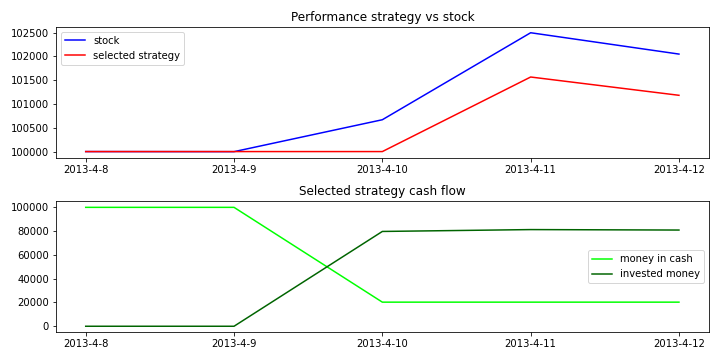 Performance strategy vs stock
102500
102000
101500
101000
100500
100000
stock
selected strategy
2013-4-8 2013-4-9 2013-4-10 2013-4-11 2013-4-12
Selected strategy cash flow
100000
80000
60000
40000
20000
0
money in cash
invested money
2013-4-8 2013-4-9 2013-4-10 2013-4-11 2013-4-12